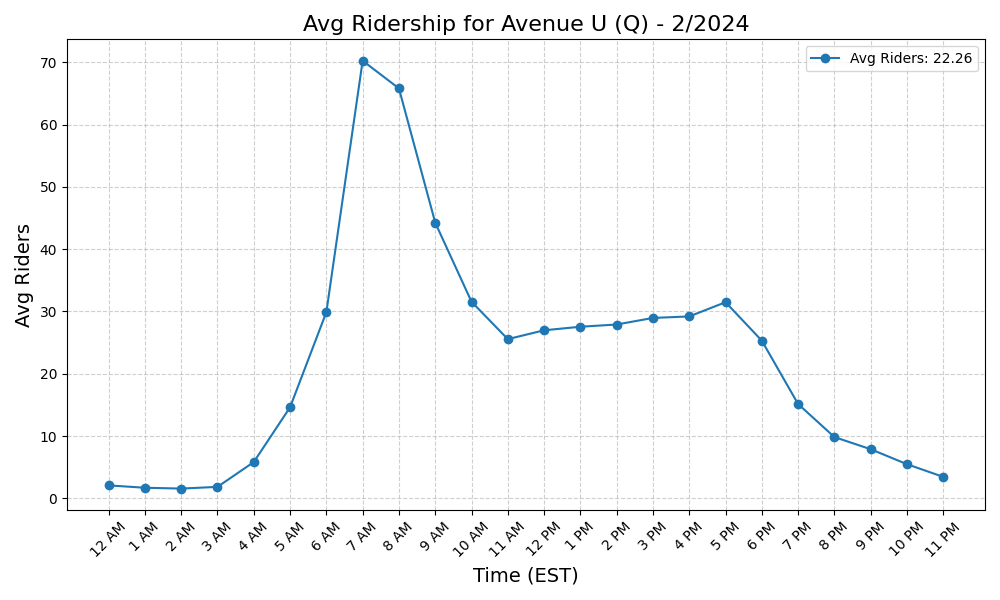 Avg Ridership for Avenue U (Q) - 2/2024
Avg Riders: 22.26
Avg Riders
70
60
50
40
30
20
10
0
12 AM
1 AM
2 AM
3 AM
4 AM
5 AM
6 AM
7 AM
8 AM
9 AM
10 AM
11 AM
12 PM
1 PM
2 PM
3 PM
4 PM
5 PM
6 PM
7 PM
8 PM
9 PM
10 PM
11 PM
Time (EST)